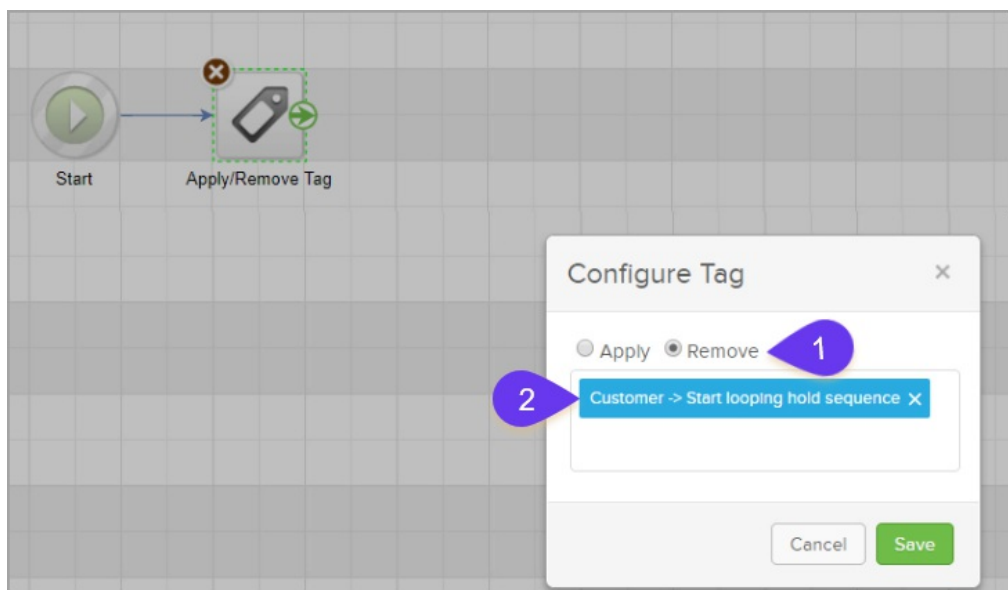 Start
Apply/Remove Tag
Configure Tag
Apply Remove
1
2
Customer -> Start looping hold sequence
Cancel
Save